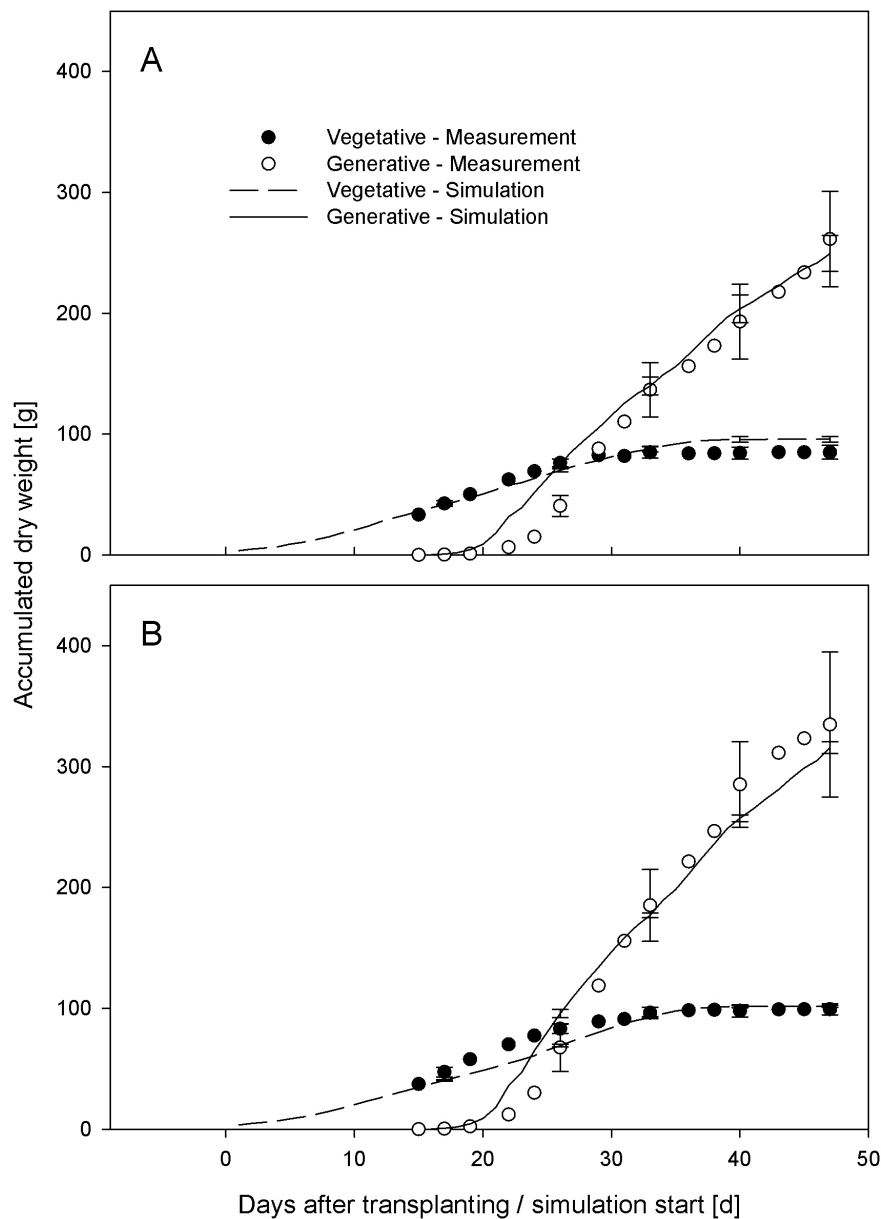 A
400
Vegetative - Measurement
Generative - Measurement
Vegetative - Simulation
Generative - Simulation
300
200
100
0
Accumulated dry weight [g]
B
400
300
200
100
0
0 10 20 30 40 50
Days after transplanting / simulation start [d]